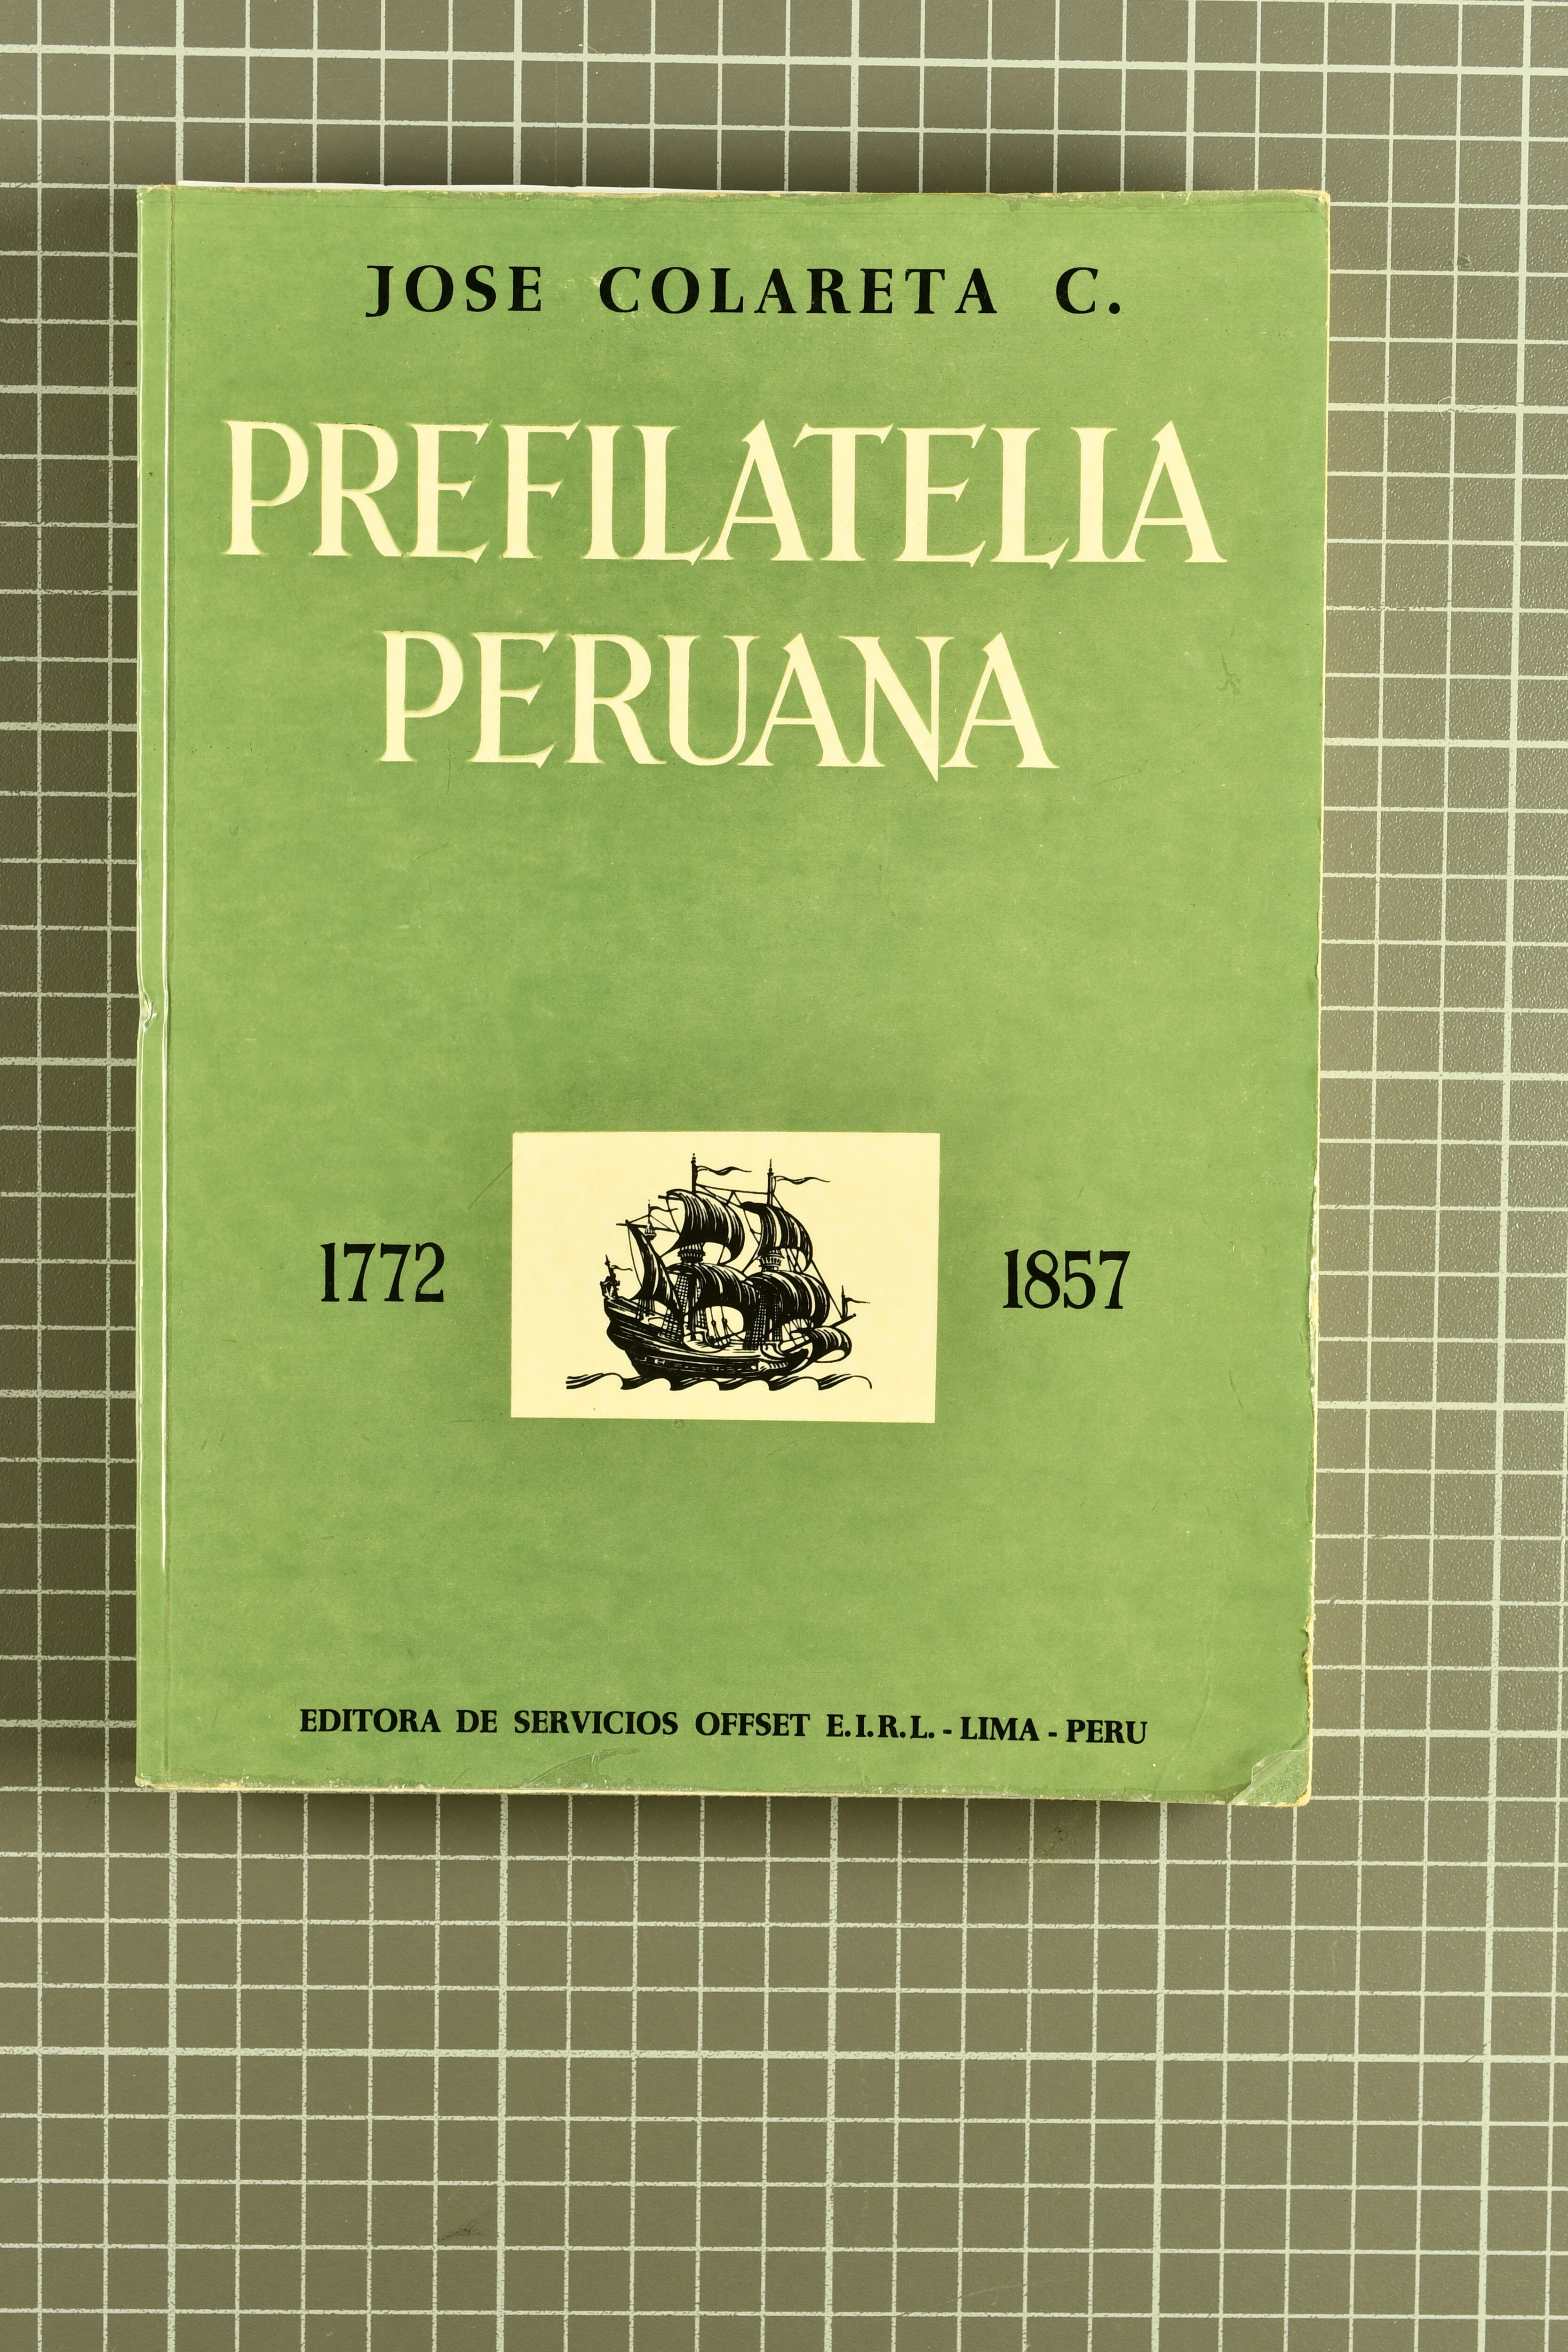 JOSE COLARETA C.
PREFILATELIA
PERUANA
1772 1857
EDITORA DE SERVICIOS OFFSET E.I.R.L. - LIMA - PERU